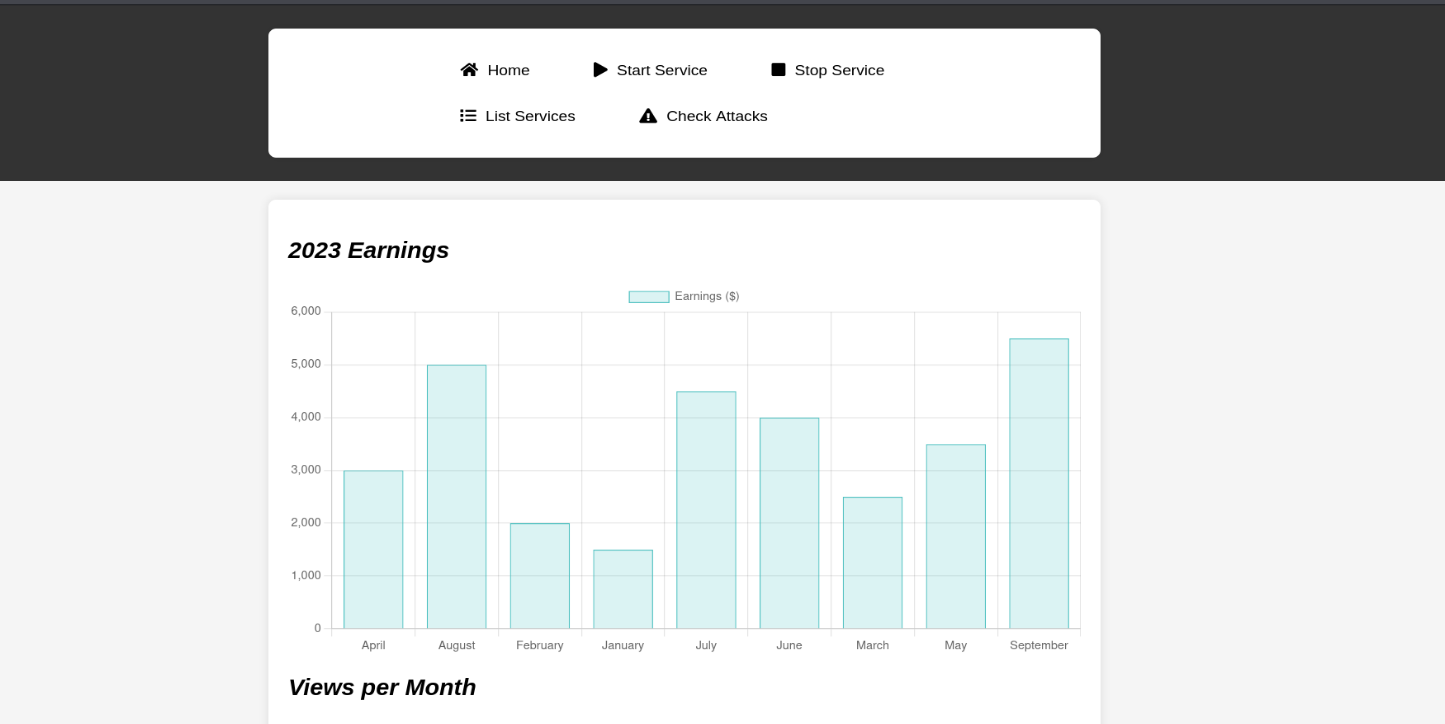 Home Start Service Stop Service
List Services Check Attacks
2023 Earnings
Earnings ($)
6,000
5,000
4,000
3,000
2,000
1,000
0
April August February January July June March May September
Views per Month